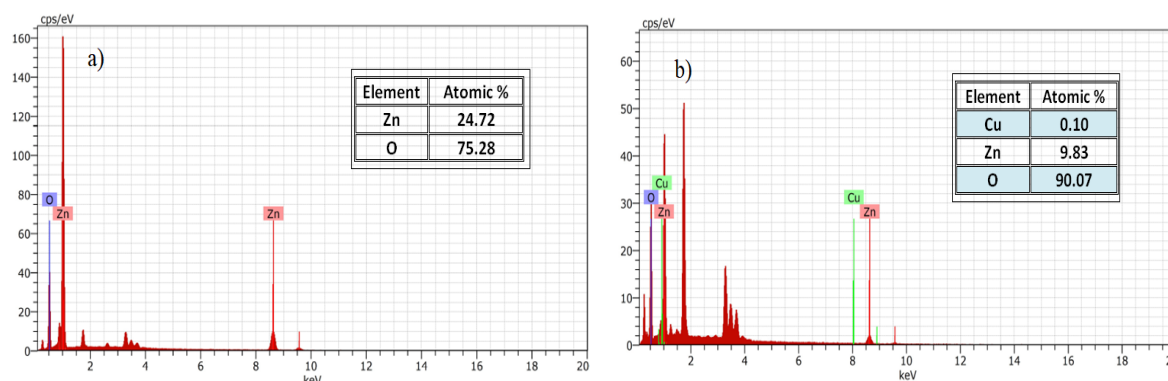 cps/eV
a)
160
140
120
100
80
60
40
20
0
O
Zn
Zn
Element Atomic %
Zn 24.72
O 75.28
2 4 6 8 10 12 14 16 18 20
keV
cps/eV
b)
60
50
40
30
20
10
0
Cu
O
Zn
Cu
Zn
Element Atomic %
Cu 0.10
Zn 9.83
O 90.07
2 4 6 8 10 12 14 16 18 2
keV